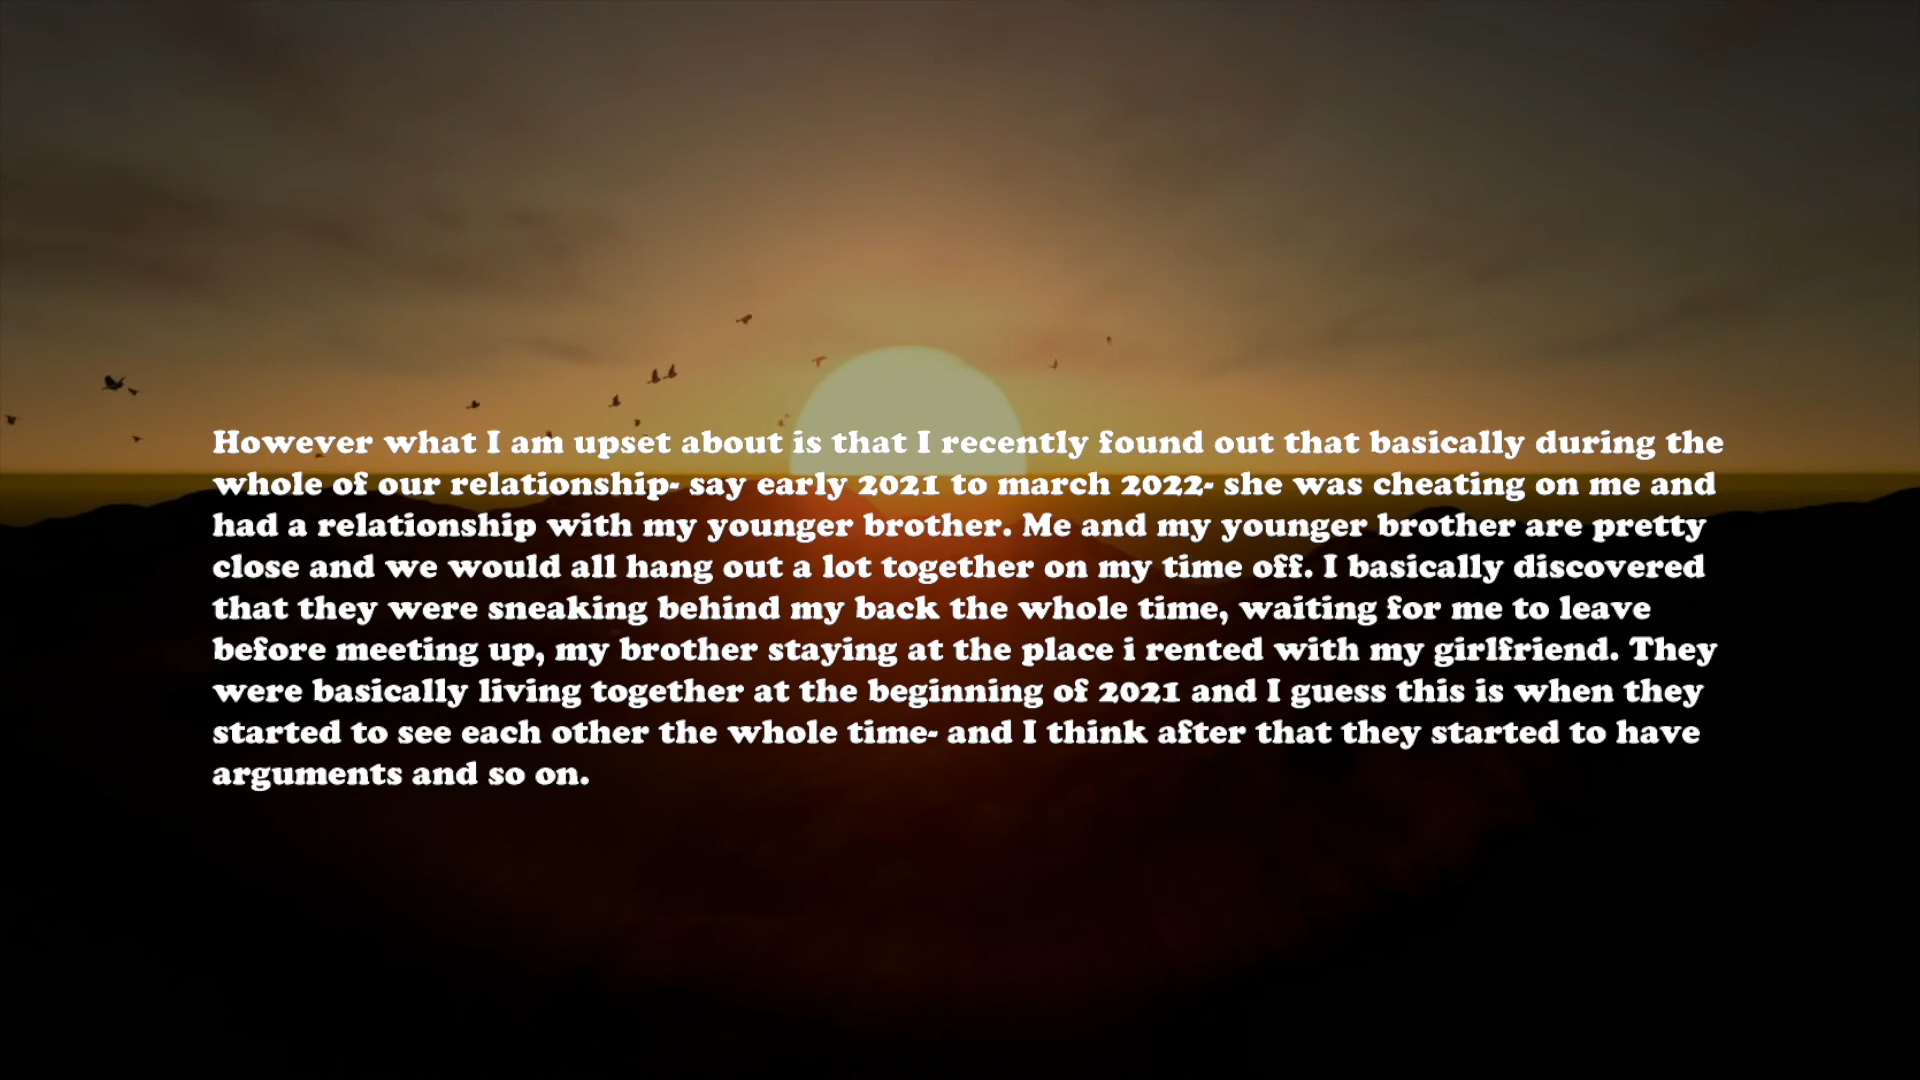 However what I am upset about is that I recently found out that basically during the
whole of our relationship- say early 2021 to march 2022- she was cheating on me and
had a relationship with my younger brother. Me and my younger brother are pretty
close and we would all hang out a lot together on my time off. I basically discovered
that they were sneaking behind my back the whole time, waiting for me to leave
before meeting up, my brother staying at the place i rented with my girlfriend. They
were basically living together at the beginning of 2021 and I guess this is when they
started to see each other the whole time- and I think after that they started to have
arguments and so on.